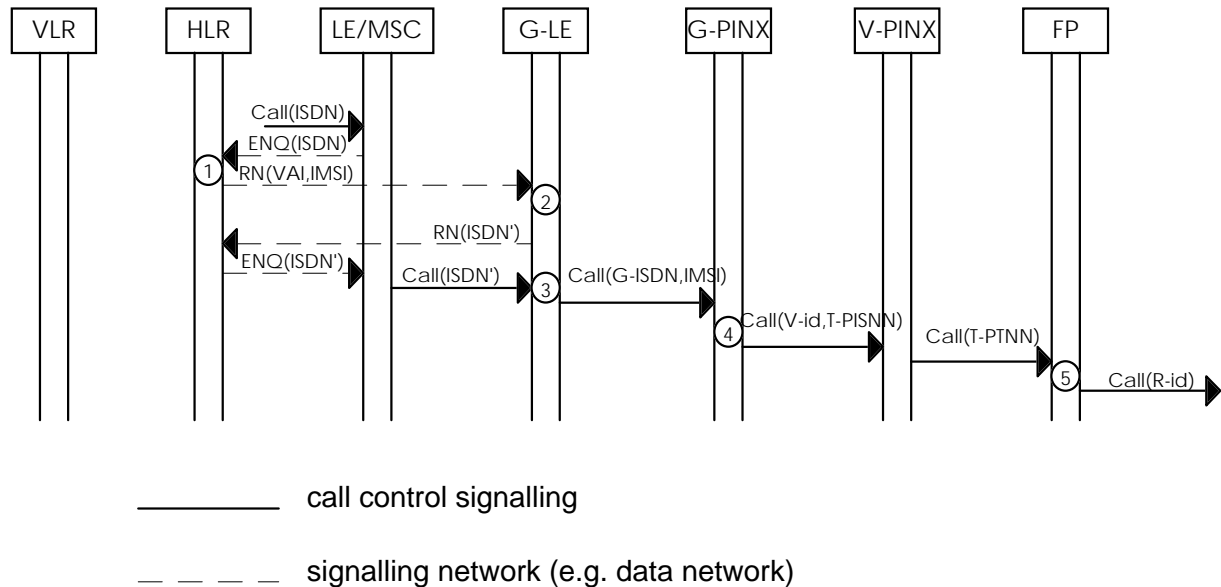 VLR HLR LE/MSC G-LE G-PINX V-PINX FP
Call(ISDN)
ENQ(ISDN)
1
RN(VAI,IMSI)
2
RN(ISDN')
ENQ(ISDN')
Call(ISDN')
3
Call(G-ISDN,IMSI)
4
Call(V-id,T-PISNN)
Call(T-PTNN)
5
Call(R-id)
call control signalling
signalling network (e.g. data network)